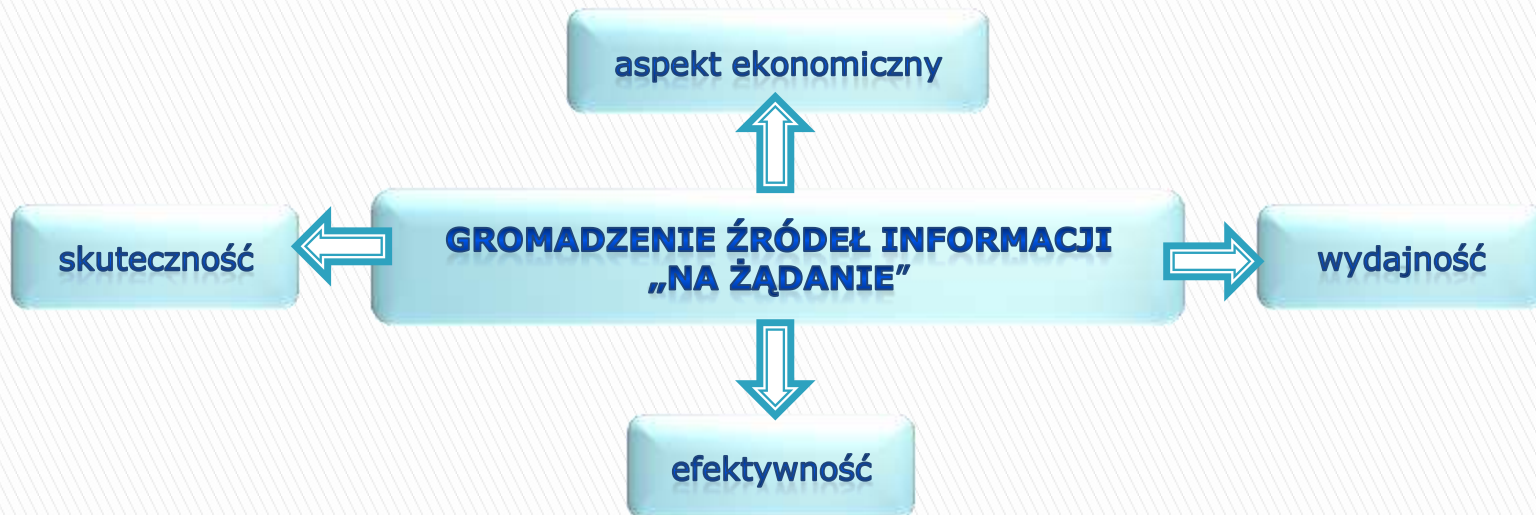 aspekt ekonomiczny
skuteczność
GROMADZENIE ŹRÓDEŁ INFORMACJI
„NA ŻĄDANIE”
wydajność
efektywność